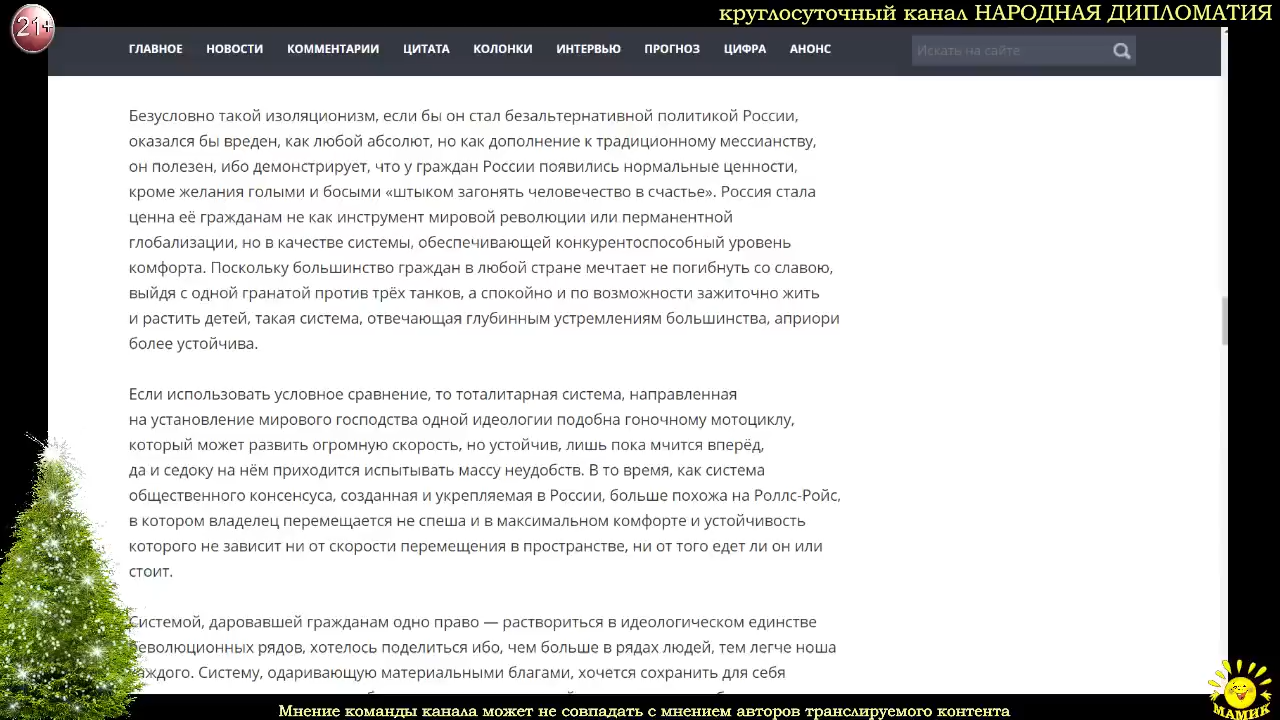 21+
круглосуточный канал НАРОДНАЯ ДИПЛОМАТИЯ
ГЛАВНОЕ НОВОСТИ КОММЕНТАРИИ ЦИТАТА КОЛОНКИ ИНТЕРВЬЮ ПРОГНОЗ ЦИФРА АНОНС Искать на сайте
Безусловно такой изоляционизм, если бы он стал безальтернативной политикой России,
оказался бы вреден, как любой абсолют, но как дополнение к традиционному мессианству,
он полезен, ибо демонстрирует, что у граждан России появились нормальные ценности,
кроме желания голыми и босыми «штыком загонять человечество в счастье». Россия стала
ценна её гражданам не как инструмент мировой революции или перманентной
глобализации, но в качестве системы, обеспечивающей конкурентоспособный уровень
комфорта. Поскольку большинство граждан в любой стране мечтает не погибнуть со славою,
выйдя с одной гранатой против трёх танков, а спокойно и по возможности зажиточно жить
и растить детей, такая система, отвечающая глубинным устремлениям большинства, априори
более устойчива.
Если использовать условное сравнение, то тоталитарная система, направленная
на установление мирового господства одной идеологии подобна гоночному мотоциклу,
который может развить огромную скорость, но устойчив, лишь пока мчится вперёд,
да и седоку на нём приходится испытывать массу неудобств. В то время, как система
общественного консенсуса, созданная и укрепляемая в России, больше похожа на Роллс-Ройс,
в котором владелец перемещается не спеша и в максимальном комфорте и устойчивость
которого не зависит ни от скорости перемещения в пространстве, ни от того едет ли он или
стоит.
Системой, даровавшей гражданам одно право — раствориться в идеологическом единстве
революционных рядов, хотелось поделиться ибо, чем больше в рядах людей, тем легче ноша
каждого. Систему, одаривающую материальными благами, хочется сохранить для себя
МАМИК
Мнение команды канала может не совпадать с мнением авторов транслируемого контента